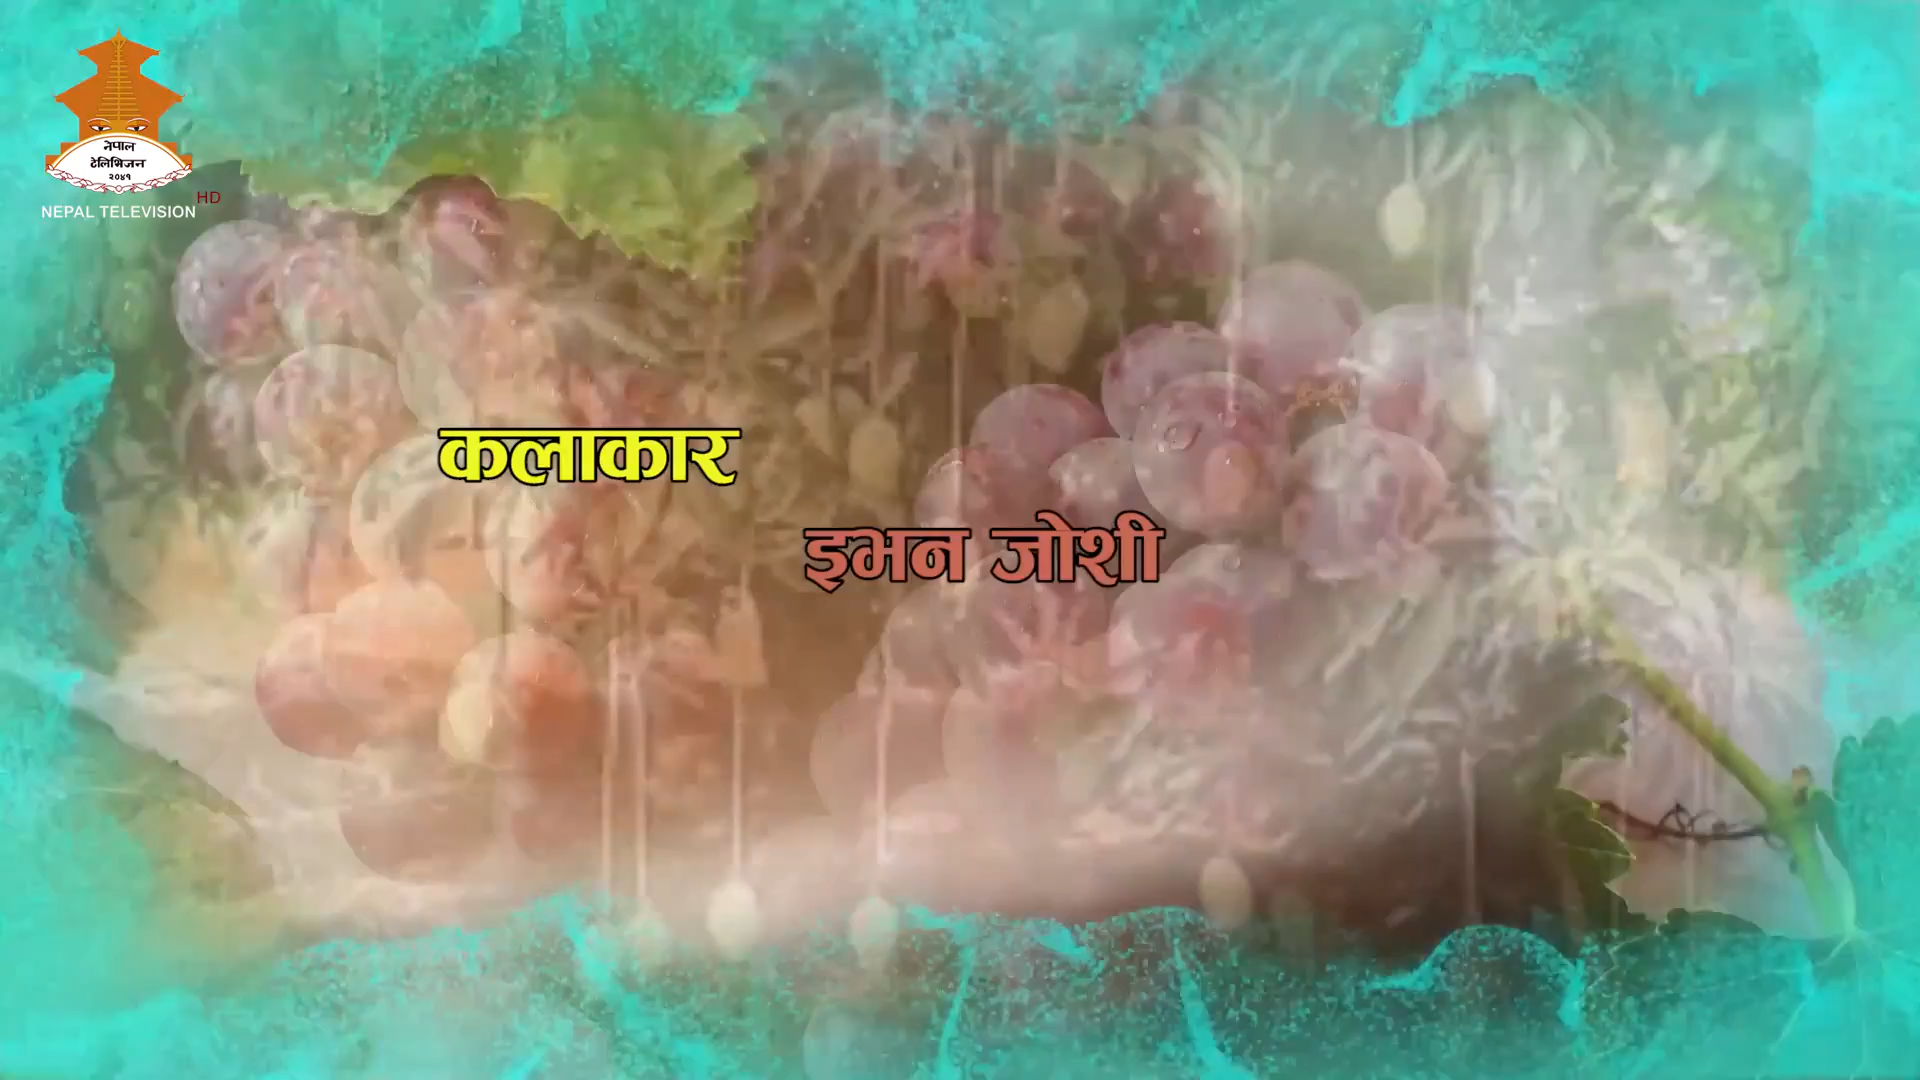 नेपाल
टेलिभिजन
२०४१
HD
NEPAL TELEVISION
कलाकार
इभन जोशी